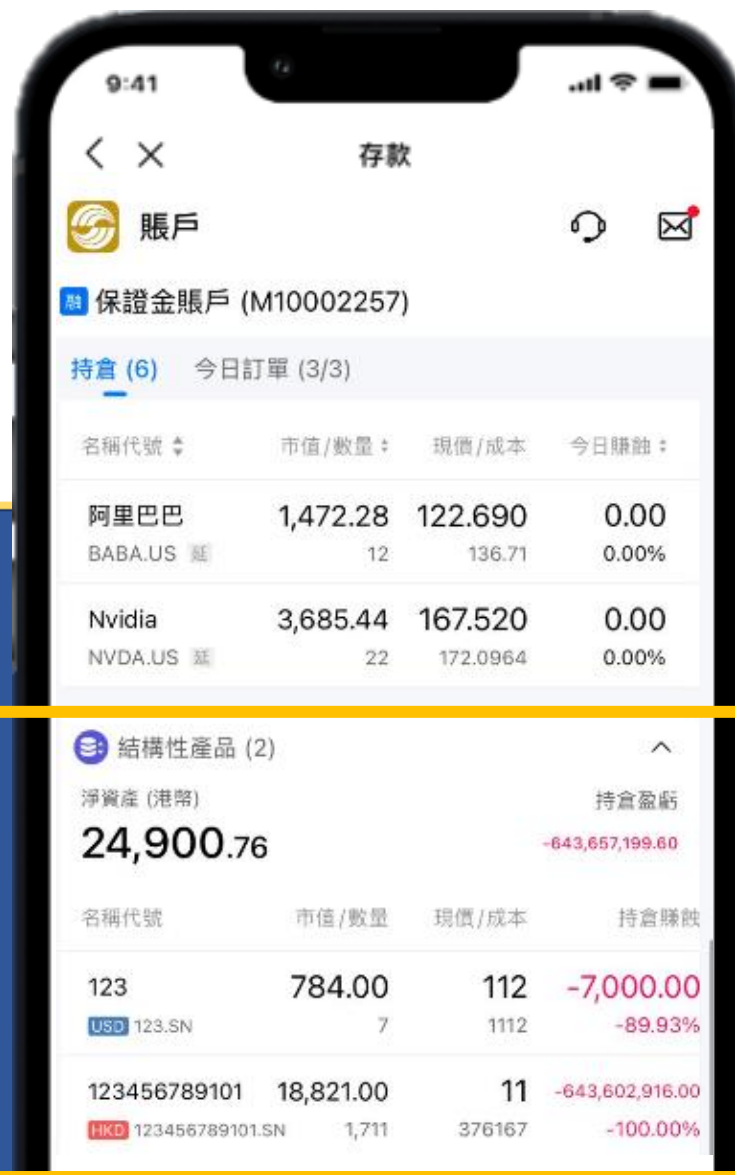 9:41
存款
賬戶
融 保證金賬戶 (M10002257)
持倉 (6) 今日訂單 (3/3)
名稱代號 市值/數量 現價/成本 今日賺蝕
阿里巴巴 1,472.28 122.690 0.00
BABA.US 延 12 136.71 0.00%
Nvidia 3,685.44 167.520 0.00
NVDA.US 延 22 172.0964 0.00%
結構性產品 (2)
淨資產 (港幣) 持倉盈虧
24,900.76 -643,657,199.60
名稱代號 市值/數量 現價/成本 持倉賺蝕
123 784.00 112 -7,000.00
USD 123.SN 7 1112 -89.93%
123456789101 18,821.00 11 -643,602,916.00
HKD 123456789101.SN 1,711 376167 -100.00%